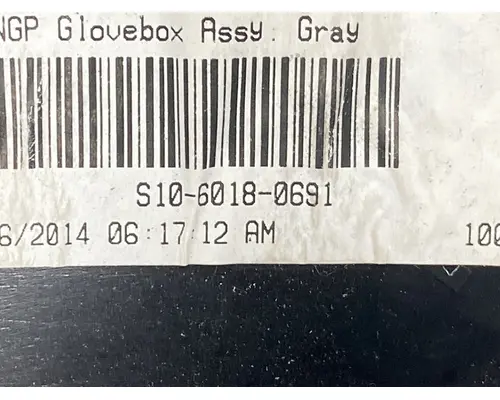 NGP Glovebox Assy. Gray
S10-6018-0691
6/2014 06:17:12 AM 100